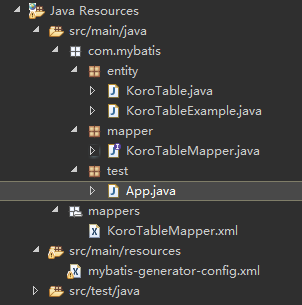 Java Resources
src/main/java
com.mybatis
entity
KoroTable.java
KoroTableExample.java
mapper
KoroTableMapper.java
test
App.java
mappers
KoroTableMapper.xml
src/main/resources
mybatis-generator-config.xml
src/test/java